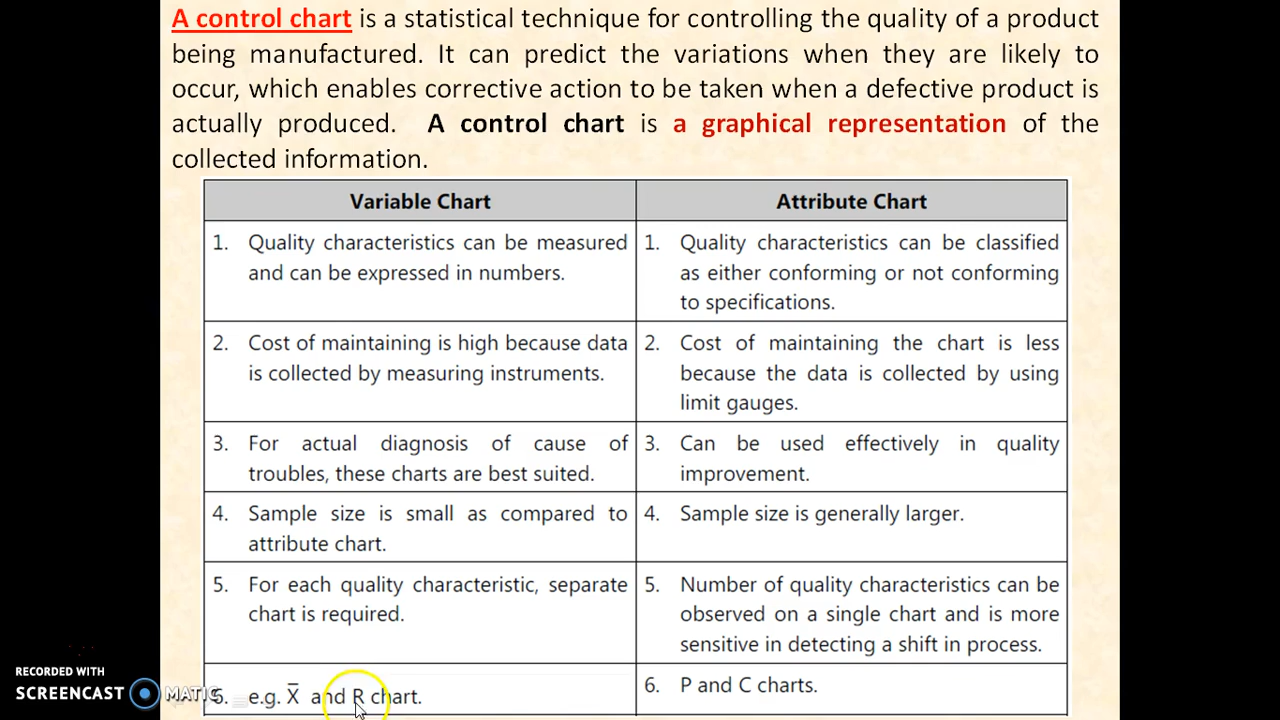 A control chart is a statistical technique for controlling the quality of a product
being manufactured. It can predict the variations when they are likely to
occur, which enables corrective action to be taken when a defective product is
actually produced. A control chart is a graphical representation of the
collected information.
Variable Chart
Attribute Chart
1. Quality characteristics can be measured
and can be expressed in numbers.
1. Quality characteristics can be classified
as either conforming or not conforming
to specifications.
2. Cost of maintaining is high because data
is collected by measuring instruments.
2. Cost of maintaining the chart is less
because the data is collected by using
limit gauges.
3. For actual diagnosis of cause of
troubles, these charts are best suited.
3. Can be used effectively in quality
improvement.
4. Sample size is small as compared to
attribute chart.
4. Sample size is generally larger.
5. For each quality characteristic, separate
chart is required.
5. Number of quality characteristics can be
observed on a single chart and is more
sensitive in detecting a shift in process.
6. e.g. X̅ and R chart.
6. P and C charts.
RECORDED WITH
SCREENCAST MATIC